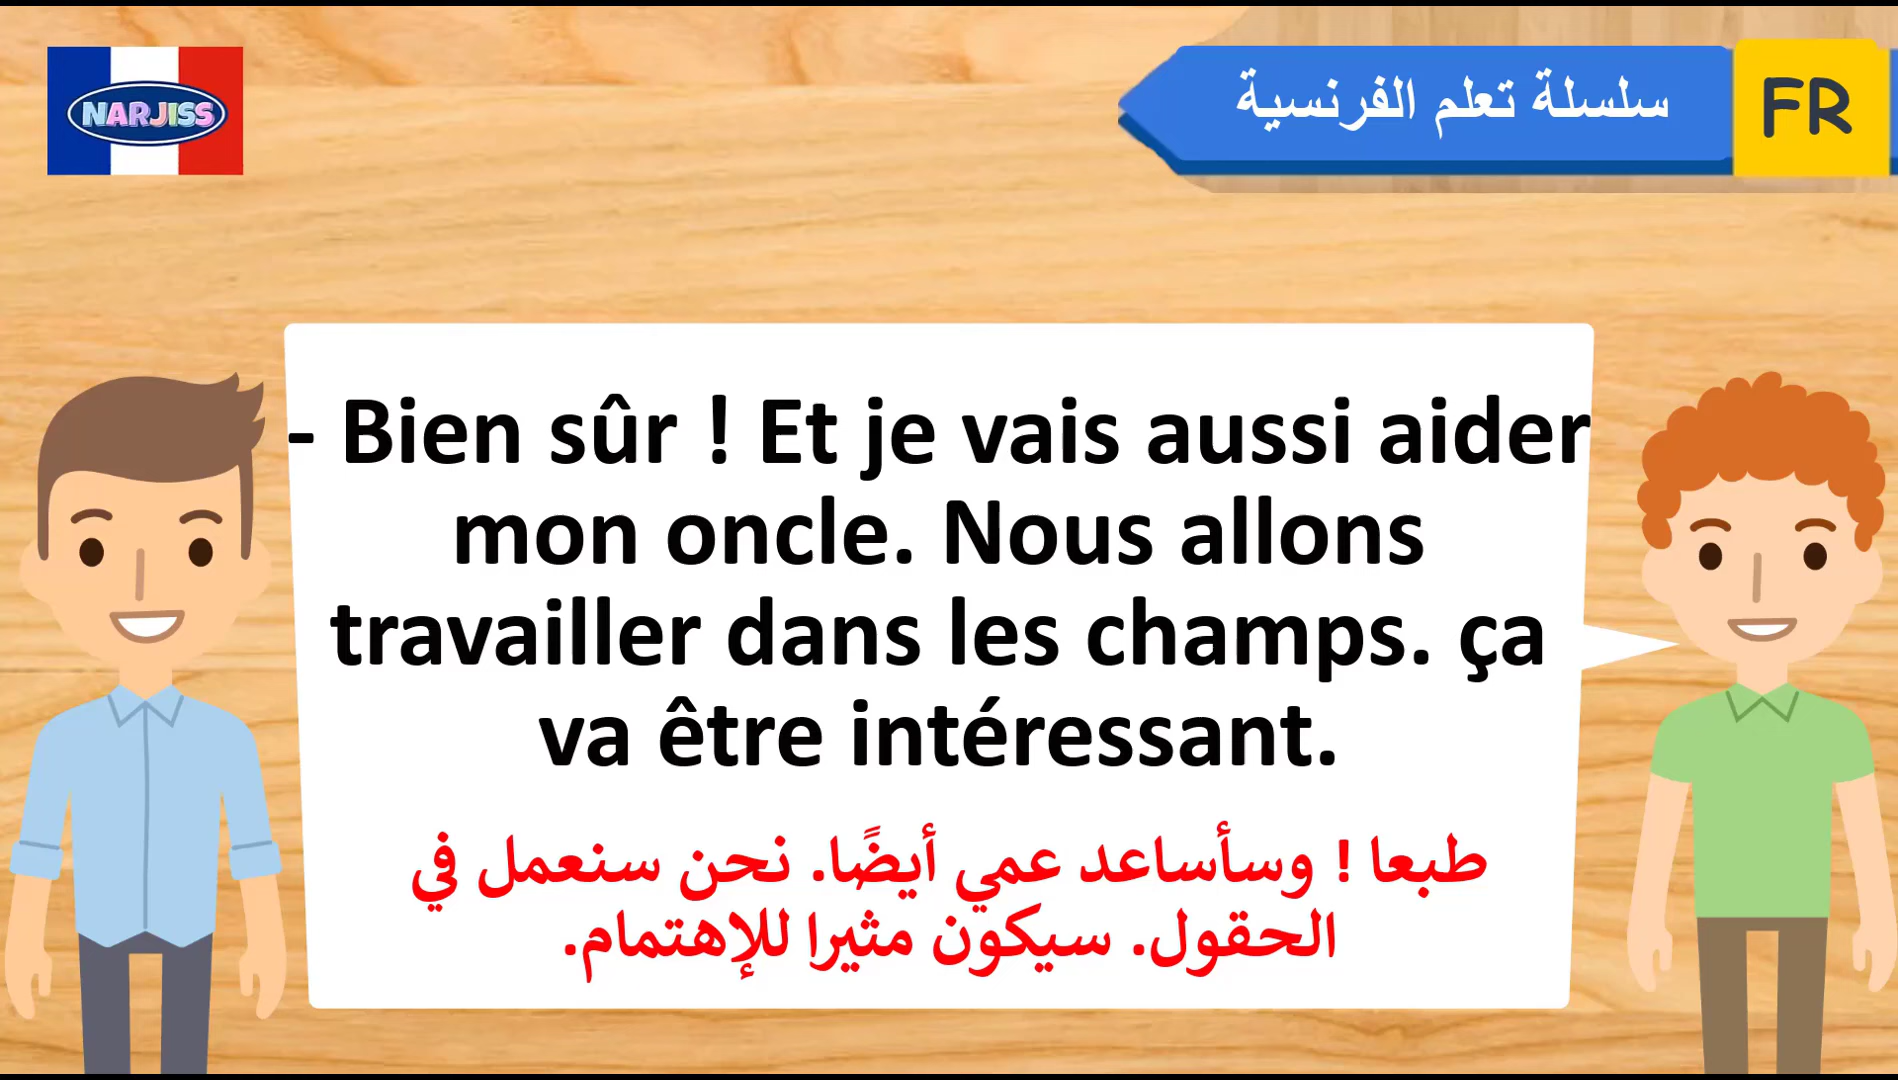 NARJISS
سلسلة تعلم الفرنسية
FR
- Bien sûr ! Et je vais aussi aider
mon oncle. Nous allons
travailler dans les champs. ça
va être intéressant.
طبعا ! وسأساعد عمي أيضًا. نحن سنعمل في
الحقول. سيكون مثيرا للإهتمام.